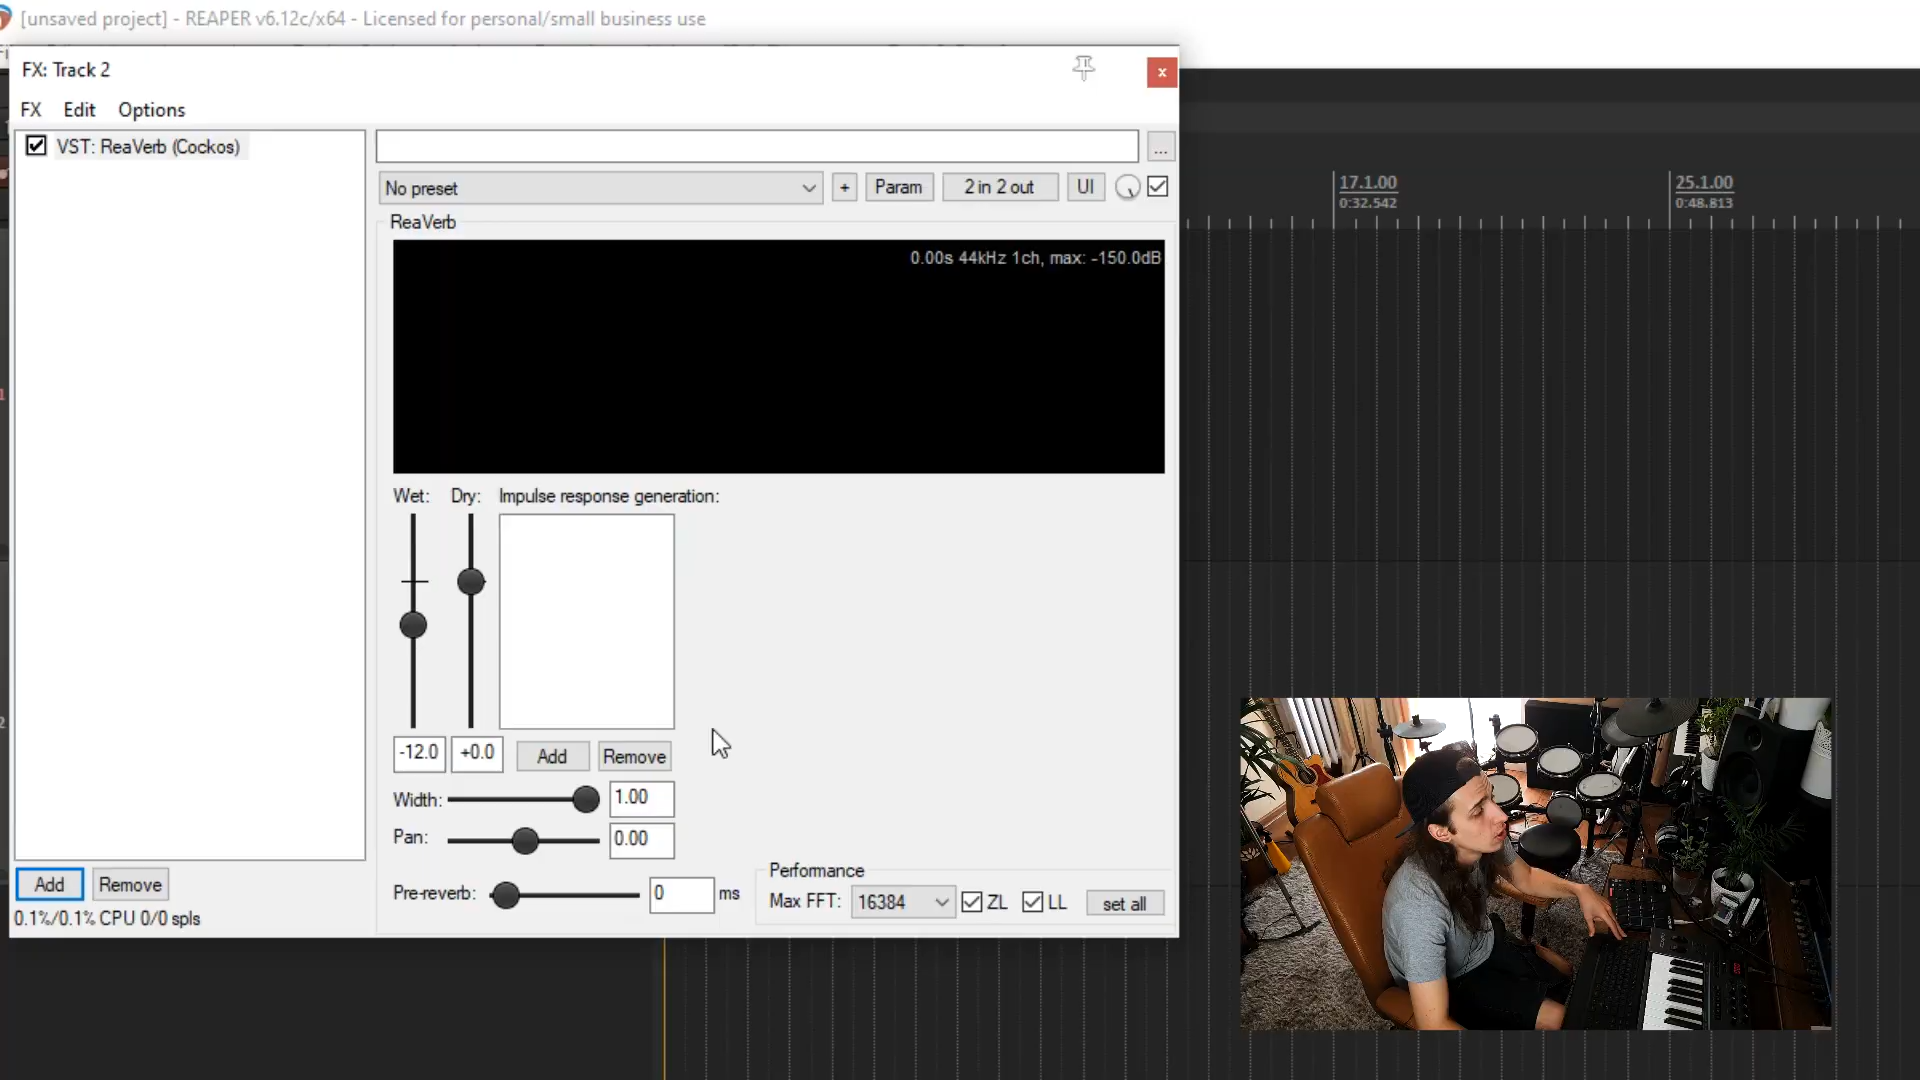 [unsaved project] - REAPER v6.12c/x64 - Licensed for personal/small business use
FX: Track 2
x
FX Edit Options
VST: ReaVerb (Cockos)
...
No preset
+
Param
2 in 2 out
UI
17.1.00
0:32.542
25.1.00
0:48.813
ReaVerb
0.00s 44kHz 1ch, max: -150.0dB
Wet: Dry: Impulse response generation:
-12.0
+0.0
Add
Remove
Width:
1.00
Pan:
0.00
Pre-reverb:
0
ms
Performance
Max FFT:
16384
ZL
LL
set all
Add
Remove
0.1%/0.1% CPU 0/0 spls